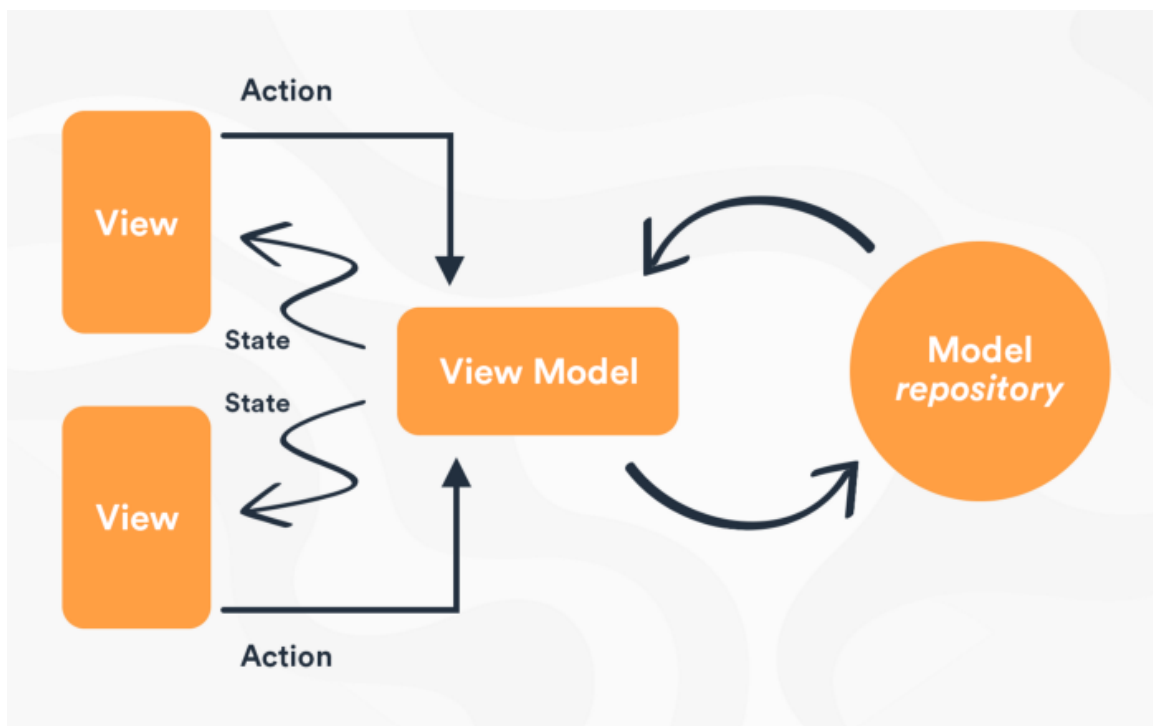 Action
View
State
State
View
Action
View Model
Model
repository